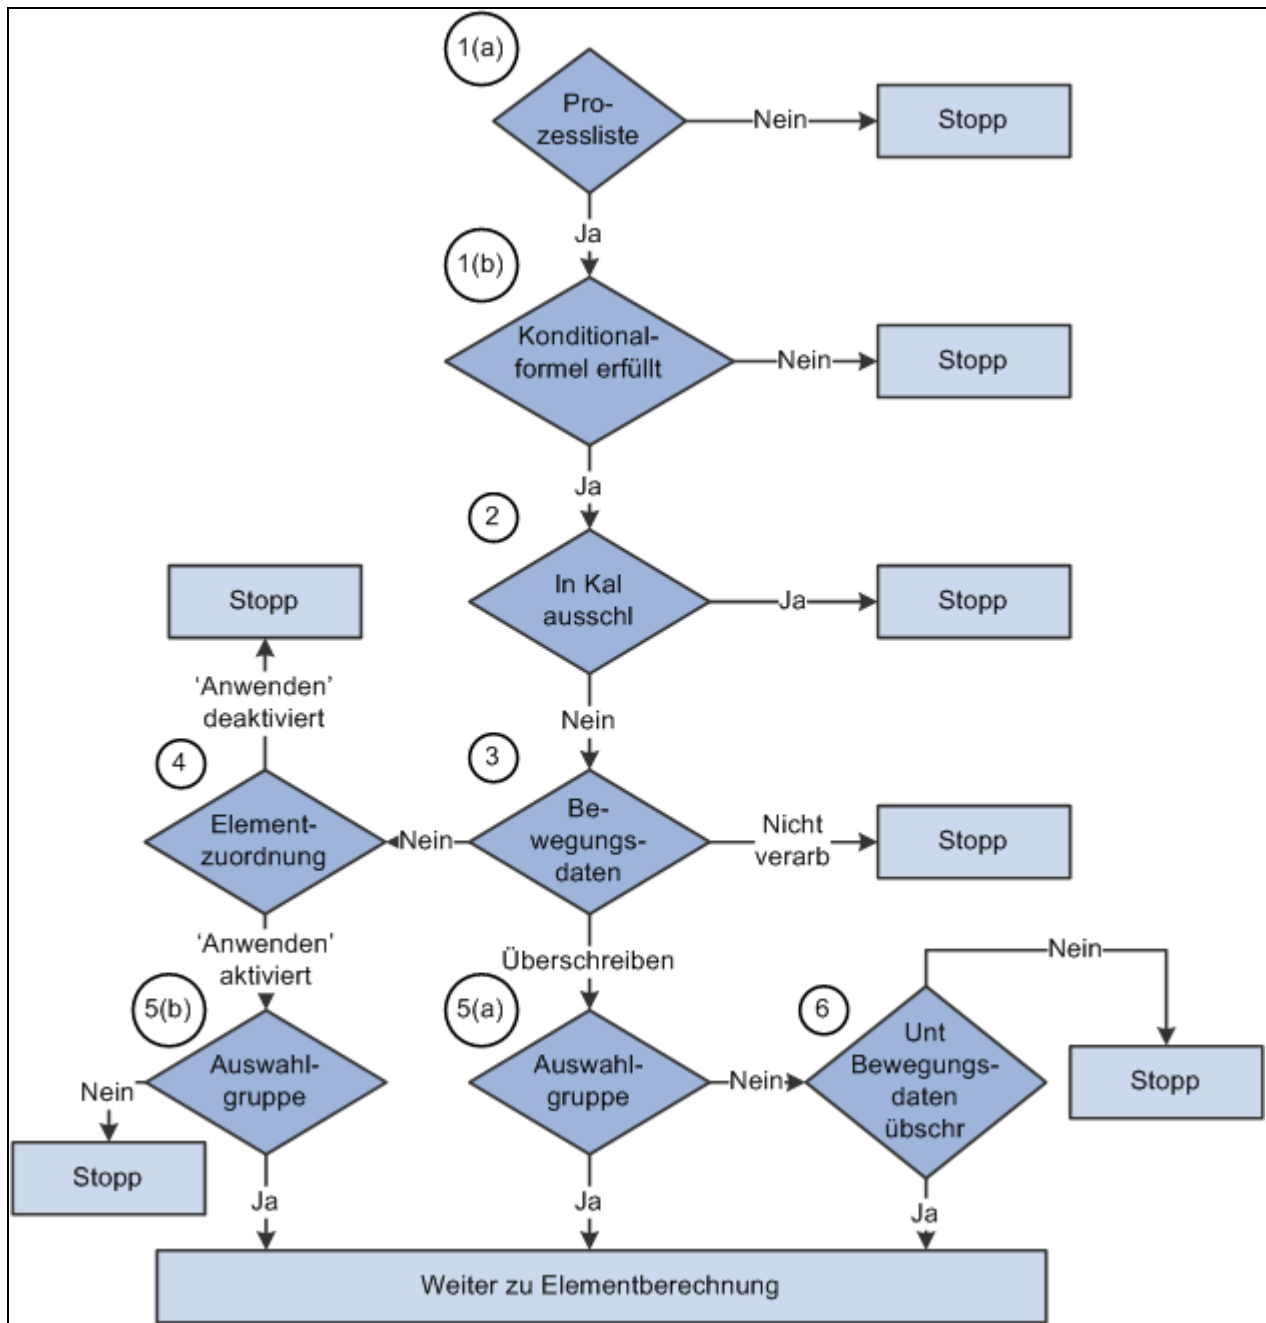 1(a)
Pro-
zessliste
Nein
Stopp
Ja
1(b)
Konditional-
formel erfüllt
Nein
Stopp
Ja
2
In Kal
ausschl
Ja
Stopp
Stopp
'Anwenden'
deaktiviert
Nein
4
Element-
zuordnung
Nein
3
Be-
wegungs-
daten
Nicht
verarb
Stopp
'Anwenden'
aktiviert
Überschreiben
Nein
5(b)
Auswahl-
gruppe
Nein
Stopp
5(a)
Auswahl-
gruppe
Nein
6
Unt
Bewegungs-
daten
übschr
Stopp
Ja
Ja
Ja
Weiter zu Elementberechnung